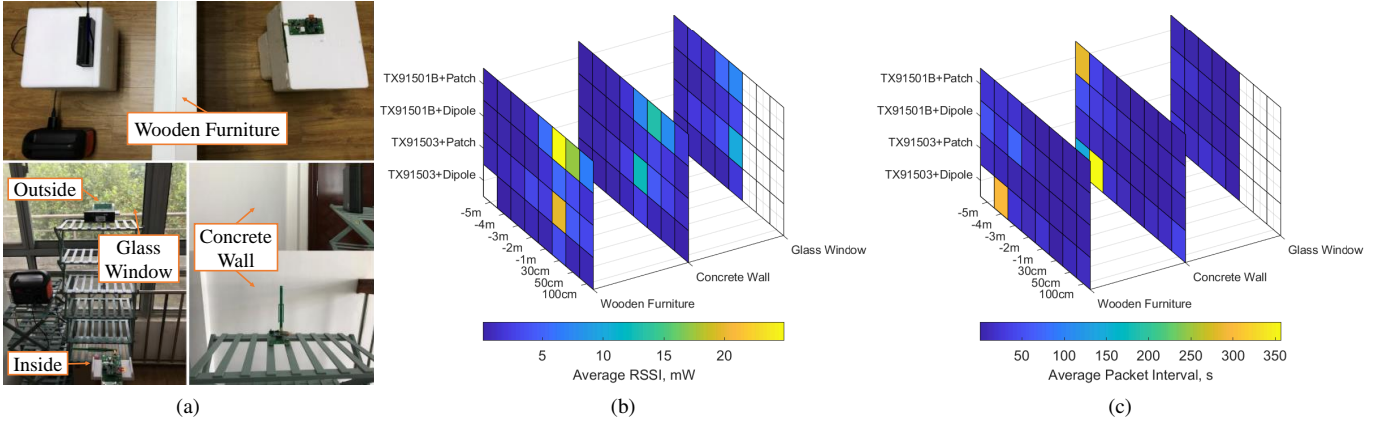 Wooden Furniture
Outside
Glass
Window
Concrete
Wall
Inside
(a)
TX91501B+Patch
TX91501B+Dipole
TX91503+Patch
TX91503+Dipole
-5m
-4m
-3m
-2m
-1m
30cm
50cm
100cm
Wooden Furniture
Concrete Wall
Glass Window
5
10
15
20
Average RSSI, mW
(b)
TX91501B+Patch
TX91501B+Dipole
TX91503+Patch
TX91503+Dipole
-5m
-4m
-3m
-2m
-1m
30cm
50cm
100cm
Wooden Furniture
Concrete Wall
Glass Window
50
100
150
200
250
300
350
Average Packet Interval, s
(c)